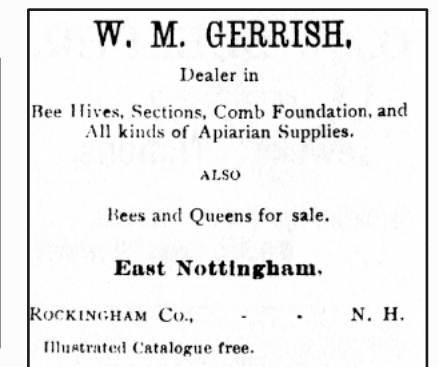 W. M. GERRISH,
Dealer in
Bee Hives, Sections, Comb Foundation, and
All kinds of Apiarian Supplies.
ALSO
Bees and Queens for sale.
East Nottingham,
ROCKINGHAM CO., - - N. H.
Illustrated Catalogue free.